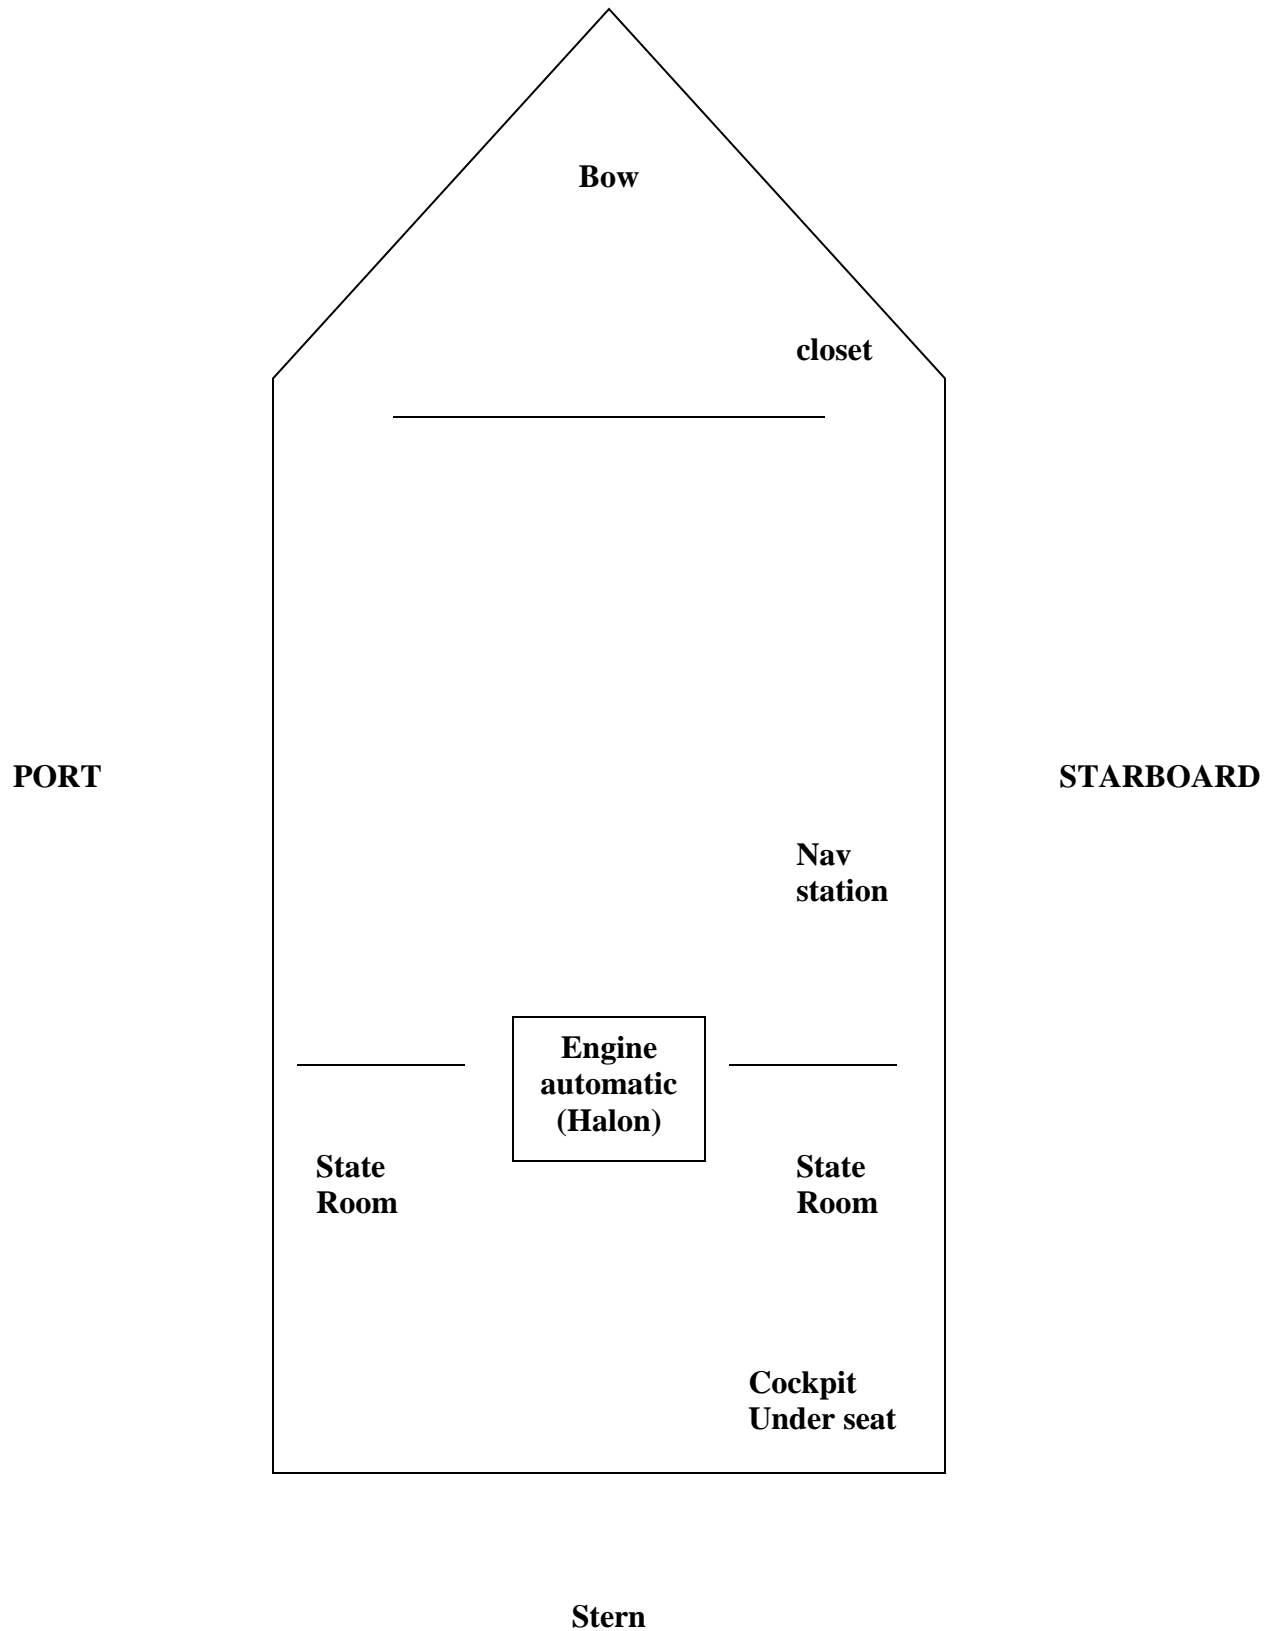 Bow
closet
PORT
STARBOARD
Nav
station
Engine
automatic
(Halon)
State
Room
State
Room
Cockpit
Under seat
Stern